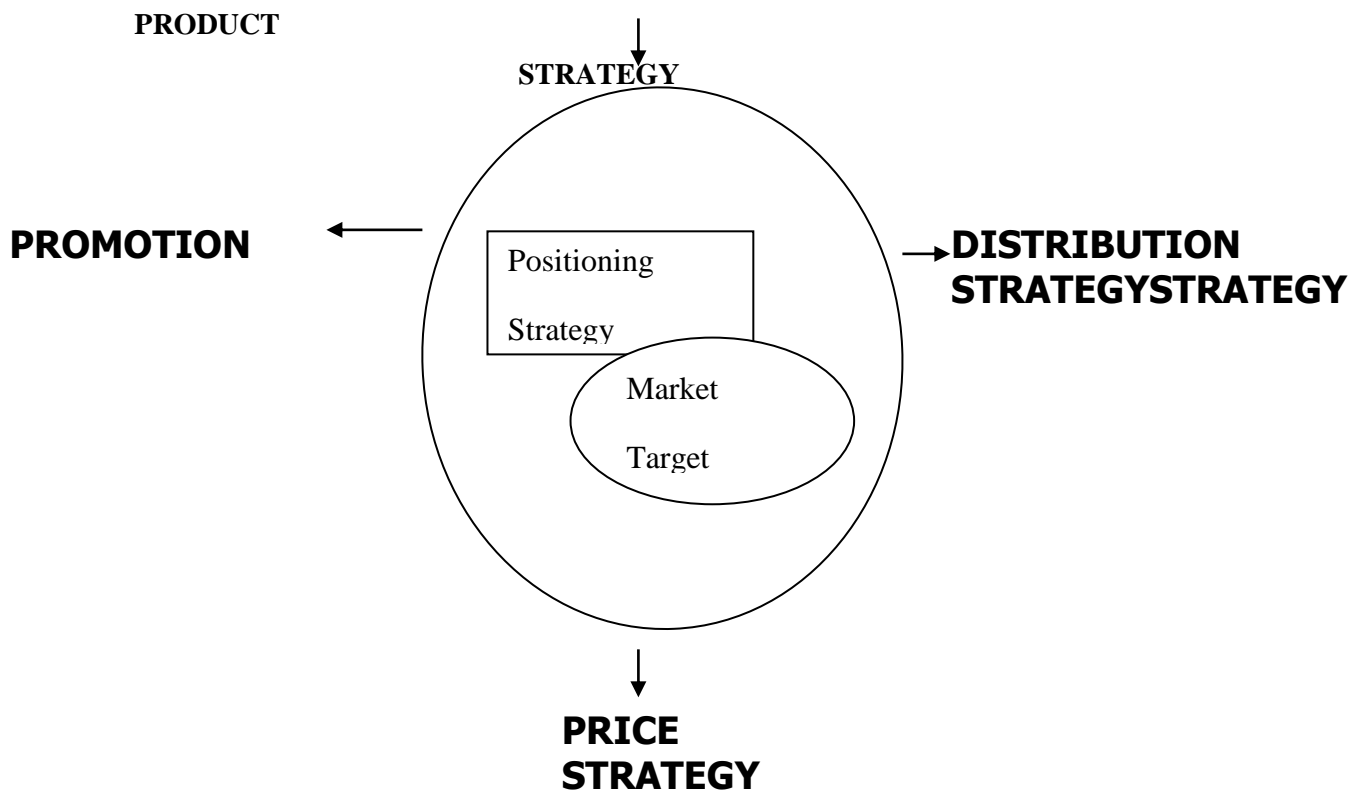 PRODUCT
STRATEGY
PROMOTION
DISTRIBUTION
STRATEGYSTRATEGY
Positioning
Strategy
Market
Target
PRICE
STRATEGY